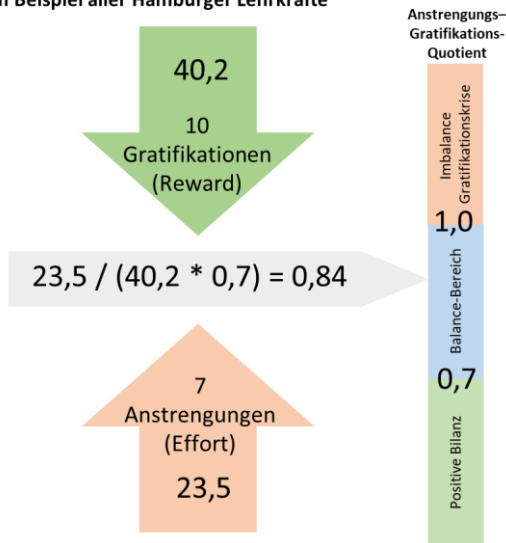 Beispiel aller Hamburger Lehrkräfte
Anstrengungs–
Gratifikations-
Quotient
40,2
10
Gratifikationen
(Reward)
Imbalance
Gratifikationskrise
1,0
23,5 / (40,2 * 0,7) = 0,84
Balance-Bereich
0,7
7
Anstrengungen
(Effort)
23,5
Positive Bilanz